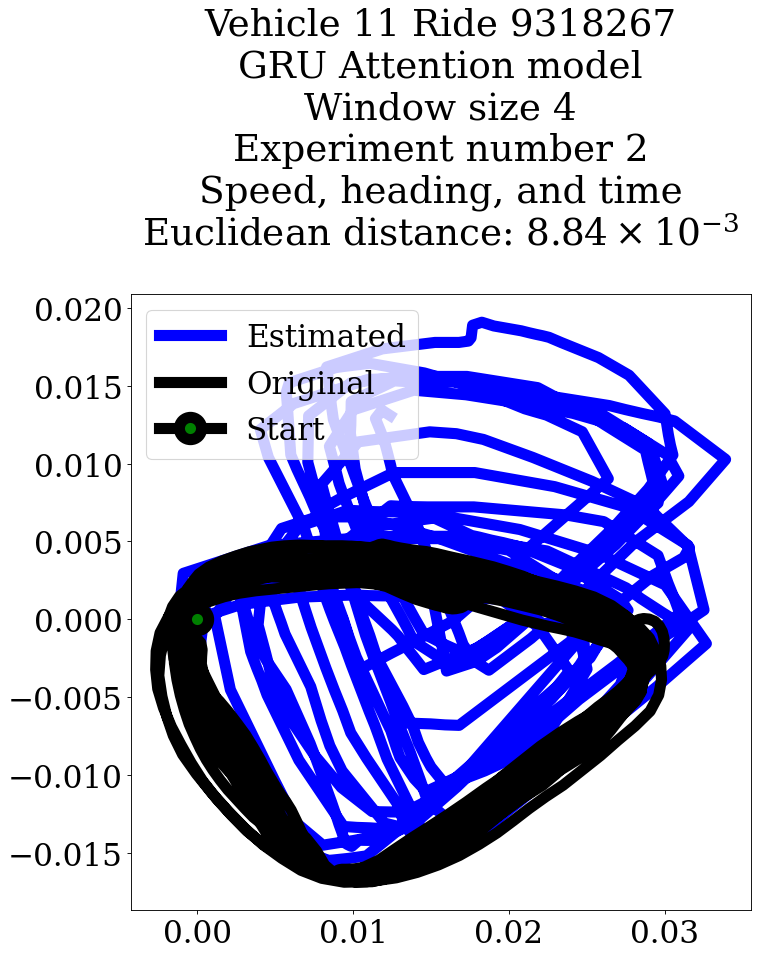 Vehicle 11 Ride 9318267
GRU Attention model
Window size 4
Experiment number 2
Speed, heading, and time
Euclidean distance: 8.84 × 10⁻³
Estimated
Original
Start
0.020
0.015
0.010
0.005
0.000
−0.005
−0.010
−0.015
0.00 0.01 0.02 0.03